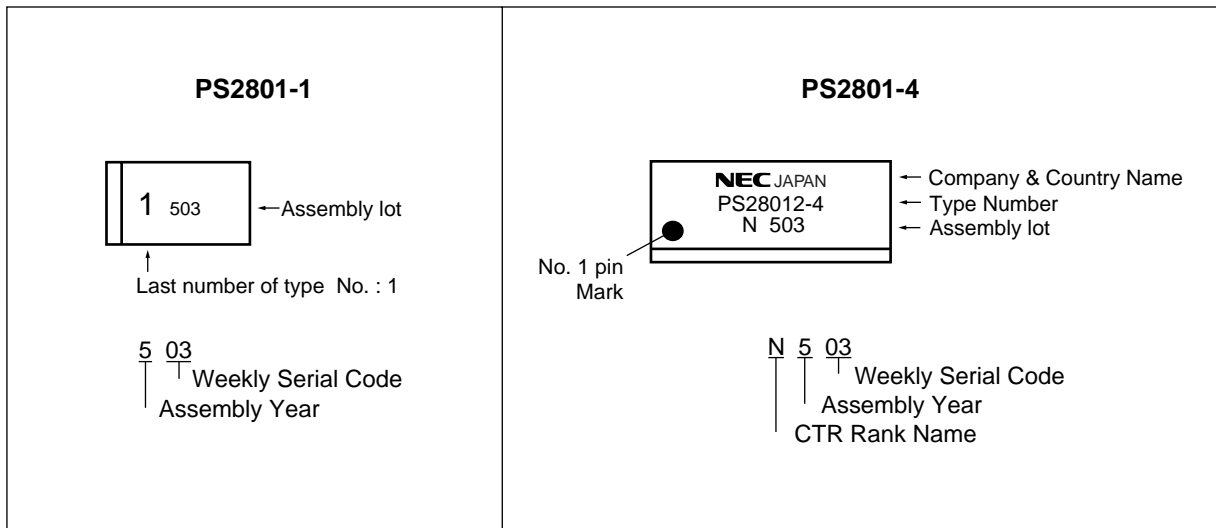 PS2801-1
1 503
Assembly lot
Last number of type No. : 1
5 03
Weekly Serial Code
Assembly Year
PS2801-4
NEC JAPAN
PS28012-4
N 503
Company & Country Name
Type Number
Assembly lot
No. 1 pin
Mark
N 5 03
Weekly Serial Code
Assembly Year
CTR Rank Name